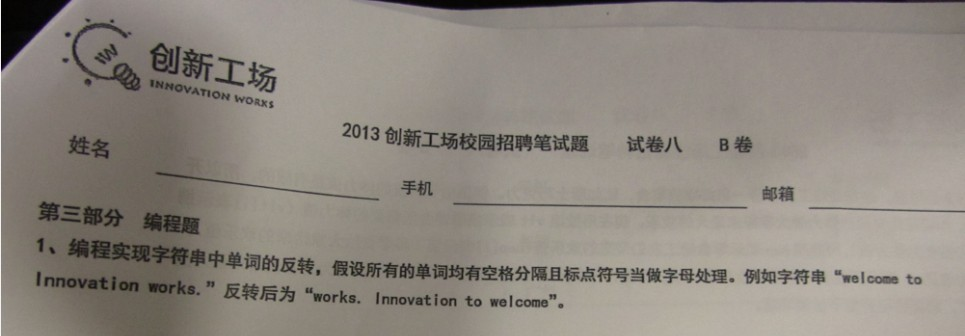 创新工场
INNOVATION WORKS
2013 创新工场校园招聘笔试题 试卷八 B 卷
姓名 手机 邮箱
第三部分 编程题
1、编程实现字符串中单词的反转，假设所有的单词均有空格分隔且标点符号当做字母处理。例如字符串“welcome to
Innovation works.”反转后为“works. Innovation to welcome”。